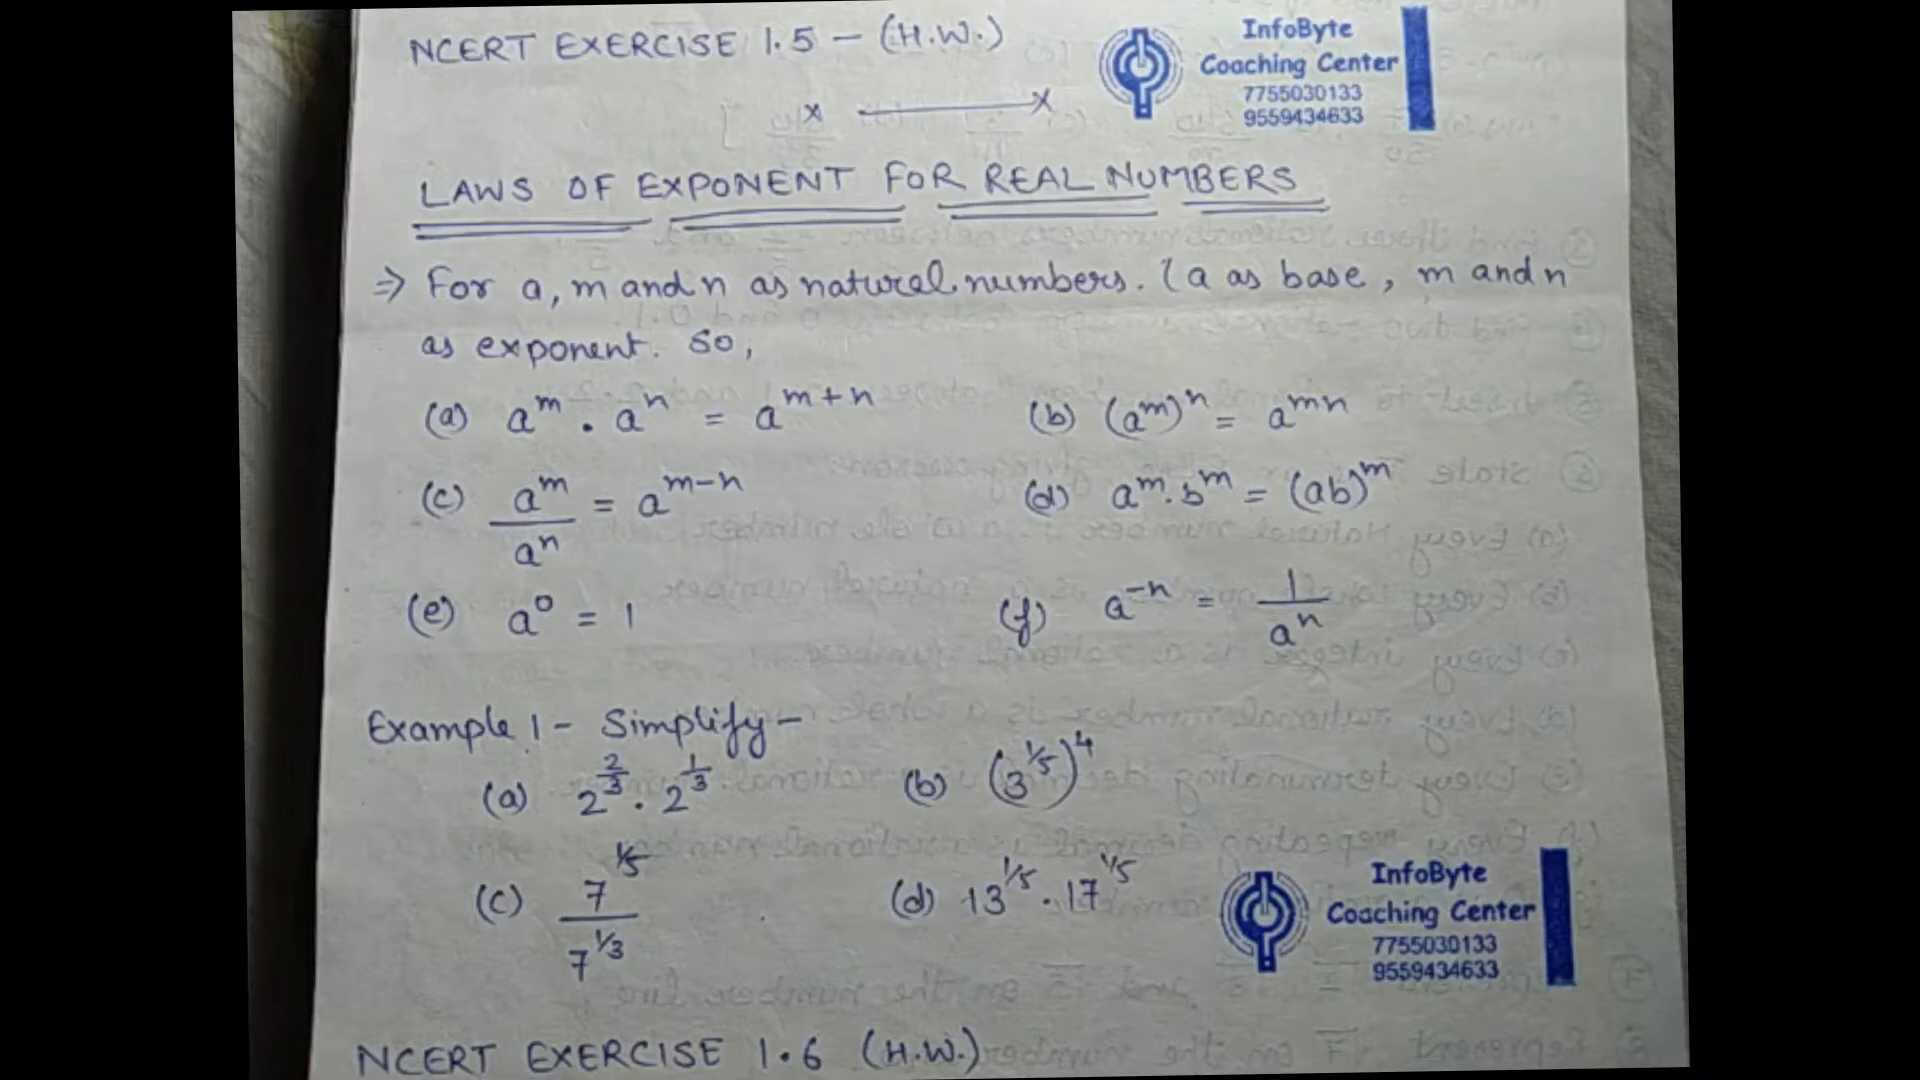 NCERT EXERCISE 1.5 – (H.W.)
InfoByte
Coaching Center
7755030133
9559434633
x ——— x
LAWS OF EXPONENT FOR REAL NUMBERS
⇒ For a, m and n as natural numbers. (a as base, m and n
as exponent. So,
(a) a^m . a^n = a^(m+n) (b) (a^m)^n = a^(mn)
(c) a^m / a^n = a^(m-n) (d) a^m . b^m = (ab)^m
(e) a^0 = 1 (f) a^(-n) = 1 / a^n
Example 1 – Simplify –
(a) 2^(2/3) . 2^(1/3) (b) (3^(1/5))^4
(c) 7^(1/5) / 7^(1/3) (d) 13^(1/5) . 17^(1/5)
InfoByte
Coaching Center
7755030133
9559434633
NCERT EXERCISE 1.6 (H.W.)